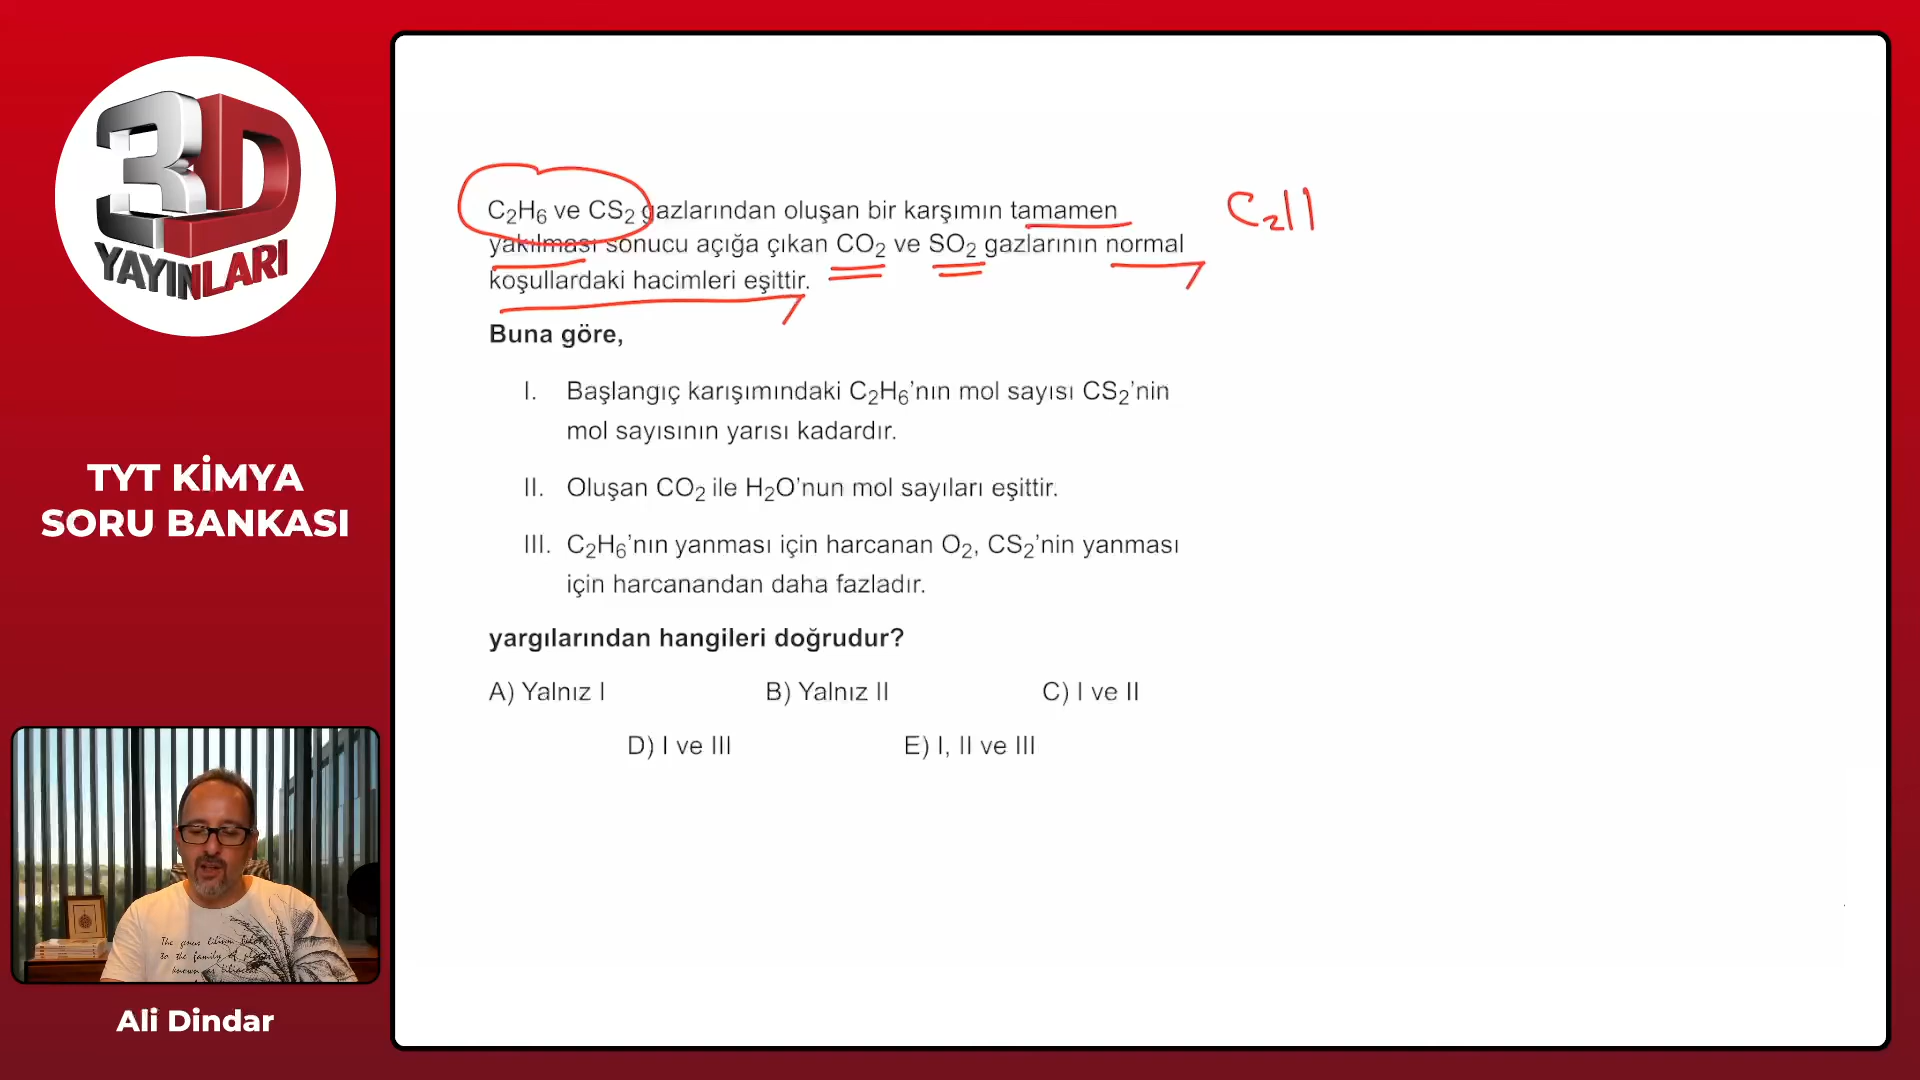 3D
YAYINLARI
TYT KİMYA
SORU BANKASI
Ali Dindar
C₂H₆ ve CS₂ gazlarından oluşan bir karşımın tamamen
yakılması sonucu açığa çıkan CO₂ ve SO₂ gazlarının normal
koşullardaki hacimleri eşittir.
C₂
Buna göre,
I. Başlangıç karışımındaki C₂H₆'nın mol sayısı CS₂'nin
mol sayısının yarısı kadardır.
II. Oluşan CO₂ ile H₂O'nun mol sayıları eşittir.
III. C₂H₆'nın yanması için harcanan O₂, CS₂'nin yanması
için harcanandan daha fazladır.
yargılarından hangileri doğrudur?
A) Yalnız I B) Yalnız II C) I ve II
D) I ve III E) I, II ve III